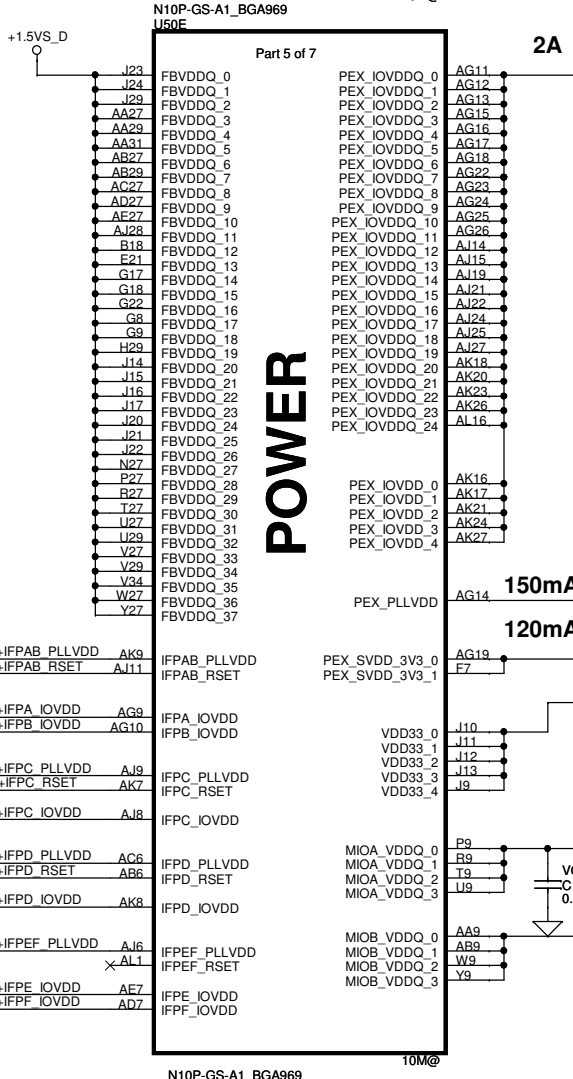 N10P-GS-A1_BGA969
U50E
+1.5VS_D
Part 5 of 7
2A
J23 FBVDDQ_0 PEX_IOVDDQ_0 AG11
J24 FBVDDQ_1 PEX_IOVDDQ_1 AG12
J29 FBVDDQ_2 PEX_IOVDDQ_2 AG13
AA27 FBVDDQ_3 PEX_IOVDDQ_3 AG15
AA29 FBVDDQ_4 PEX_IOVDDQ_4 AG16
AA31 FBVDDQ_5 PEX_IOVDDQ_5 AG17
AB27 FBVDDQ_6 PEX_IOVDDQ_6 AG18
AB29 FBVDDQ_7 PEX_IOVDDQ_7 AG22
AC27 FBVDDQ_8 PEX_IOVDDQ_8 AG23
AD27 FBVDDQ_9 PEX_IOVDDQ_9 AG24
AE27 FBVDDQ_10 PEX_IOVDDQ_10 AG25
AJ28 FBVDDQ_11 PEX_IOVDDQ_11 AG26
B18 FBVDDQ_12 PEX_IOVDDQ_12 AJ14
E21 FBVDDQ_13 PEX_IOVDDQ_13 AJ15
G17 FBVDDQ_14 PEX_IOVDDQ_14 AJ19
G18 FBVDDQ_15 PEX_IOVDDQ_15 AJ21
G22 FBVDDQ_16 PEX_IOVDDQ_16 AJ22
G8 FBVDDQ_17 PEX_IOVDDQ_17 AJ24
G9 FBVDDQ_18 PEX_IOVDDQ_18 AJ25
H29 FBVDDQ_19 PEX_IOVDDQ_19 AJ27
J14 FBVDDQ_20 PEX_IOVDDQ_20 AK18
J15 FBVDDQ_21 PEX_IOVDDQ_21 AK20
J16 FBVDDQ_22 PEX_IOVDDQ_22 AK23
J17 FBVDDQ_23 PEX_IOVDDQ_23 AK26
J20 FBVDDQ_24 PEX_IOVDDQ_24 AL16
J21 FBVDDQ_25
J22 FBVDDQ_26
N27 FBVDDQ_27
P27 FBVDDQ_28 PEX_IOVDD_0 AK16
R27 FBVDDQ_29 PEX_IOVDD_1 AK17
T27 FBVDDQ_30 PEX_IOVDD_2 AK21
U27 FBVDDQ_31 PEX_IOVDD_3 AK24
U29 FBVDDQ_32 PEX_IOVDD_4 AK27
V27 FBVDDQ_33
V29 FBVDDQ_34
V34 FBVDDQ_35
W27 FBVDDQ_36 PEX_PLLVDD AG14
Y27 FBVDDQ_37
POWER
150mA
120mA
+IFPAB_PLLVDD AK9 IFPAB_PLLVDD PEX_SVDD_3V3_0 AG19
+IFPAB_RSET AJ11 IFPAB_RSET PEX_SVDD_3V3_1 F7
+IFPA_IOVDD AG9 IFPA_IOVDD
+IFPB_IOVDD AG10 IFPB_IOVDD
VDD33_0 J10
VDD33_1 J11
VDD33_2 J12
+IFPC_PLLVDD AJ9 IFPC_PLLVDD VDD33_3 J13
+IFPC_RSET AK7 IFPC_RSET VDD33_4 J9
+IFPC_IOVDD AJ8 IFPC_IOVDD
MIOA_VDDQ_0 P9
+IFPD_PLLVDD AC6 IFPD_PLLVDD MIOA_VDDQ_1 R9
+IFPD_RSET AB6 IFPD_RSET MIOA_VDDQ_2 T9
MIOA_VDDQ_3 U9
+IFPD_IOVDD AK8 IFPD_IOVDD
MIOB_VDDQ_0 AA9
+IFPEF_PLLVDD AJ6 IFPEF_PLLVDD MIOB_VDDQ_1 AB9
AL1 IFPEF_RSET MIOB_VDDQ_2 W9
MIOB_VDDQ_3 Y9
+IFPE_IOVDD AE7 IFPE_IOVDD
+IFPF_IOVDD AD7 IFPF_IOVDD
10M@
N10P-GS-A1_BGA969